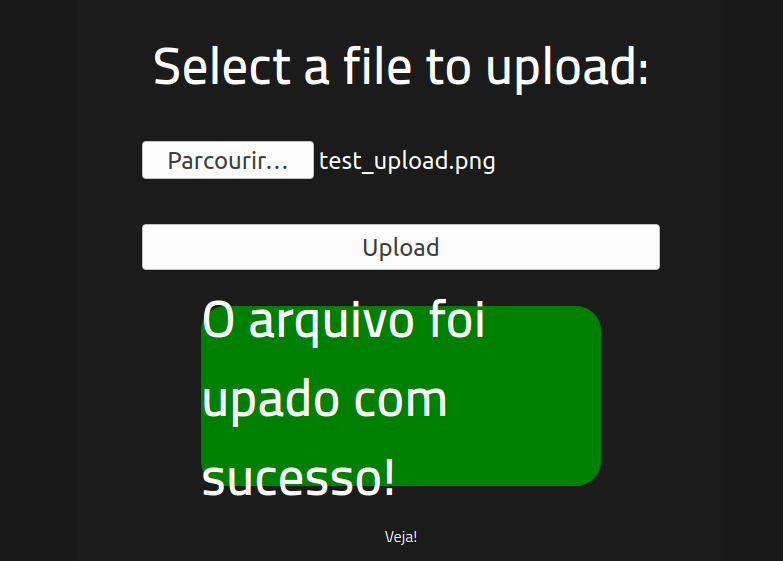 Select a file to upload:
Parcourir... test_upload.png
Upload
O arquivo foi
upado com
sucesso!
Veja!